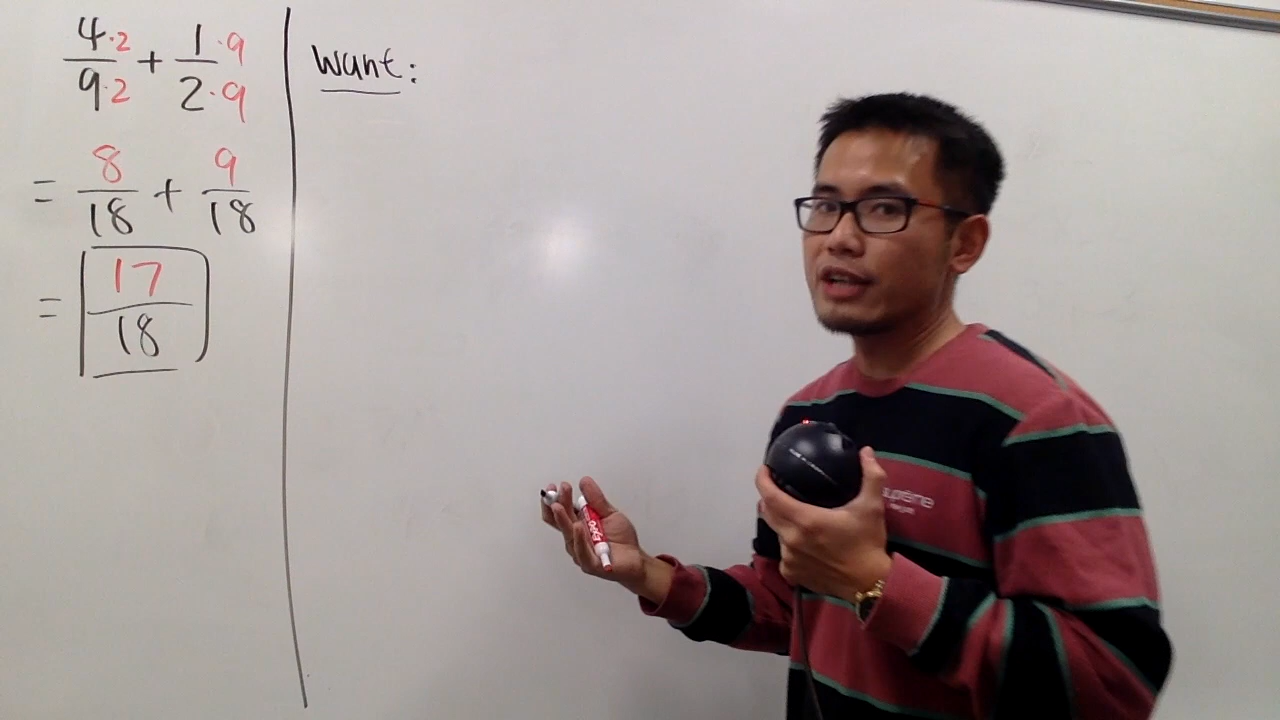 4·2/9·2 + 1·9/2·9
= 8/18 + 9/18
= 17/18
Want:
EXPO
supreme